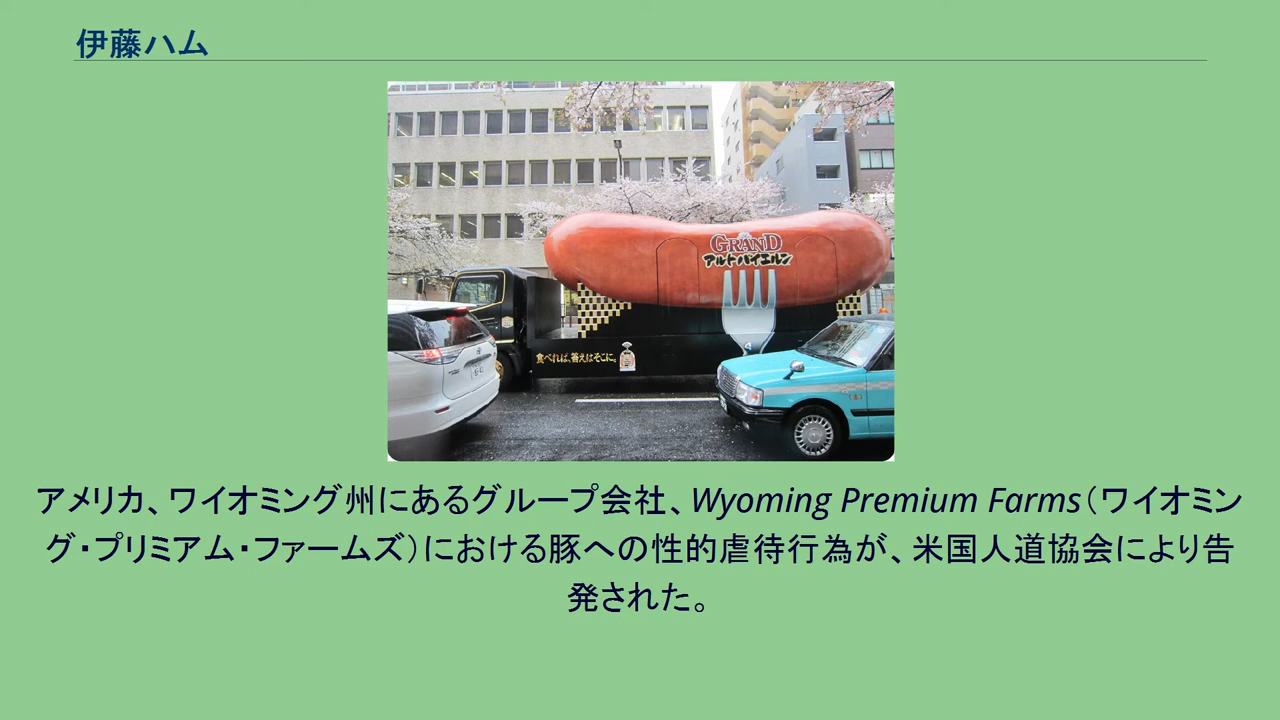 伊藤ハム
GRAND
アルトバイエルン
食べれば、答えはそこに。
アメリカ、ワイオミング州にあるグループ会社、Wyoming Premium Farms（ワイオミン
グ・プリミアム・ファームズ）における豚への性的虐待行為が、米国人道協会により告
発された。